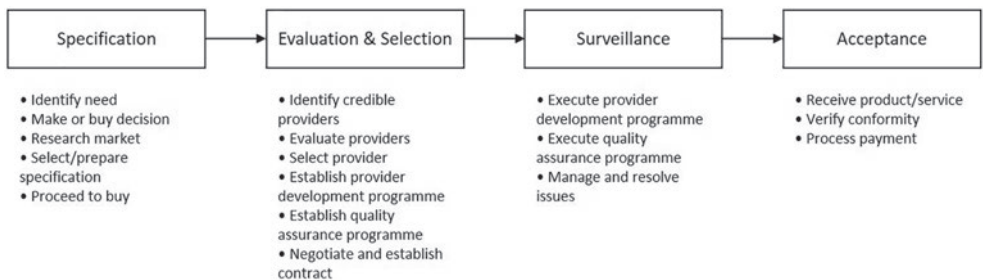 Specification
Evaluation & Selection
Surveillance
Acceptance
• Identify need
• Make or buy decision
• Research market
• Select/prepare
specification
• Proceed to buy
• Identify credible
providers
• Evaluate providers
• Select provider
• Establish provider
development programme
• Establish quality
assurance programme
• Negotiate and establish
contract
• Execute provider
development programme
• Execute quality
assurance programme
• Manage and resolve
issues
• Receive product/service
• Verify conformity
• Process payment